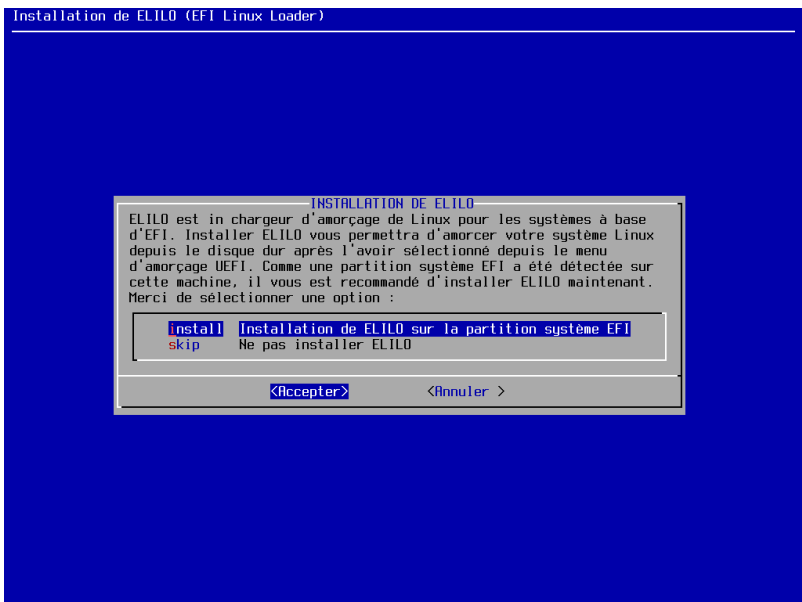 Installation de ELILO (EFI Linux Loader)
INSTALLATION DE ELILO
ELILO est in chargeur d'amorçage de Linux pour les systèmes à base
d'EFI. Installer ELILO vous permettra d'amorcer votre système Linux
depuis le disque dur après l'avoir sélectionné depuis le menu
d'amorçage UEFI. Comme une partition système EFI a été détectée sur
cette machine, il vous est recommandé d'installer ELILO maintenant.
Merci de sélectionner une option :
install Installation de ELILO sur la partition système EFI
skip Ne pas installer ELILO
<Accepter> <Annuler >